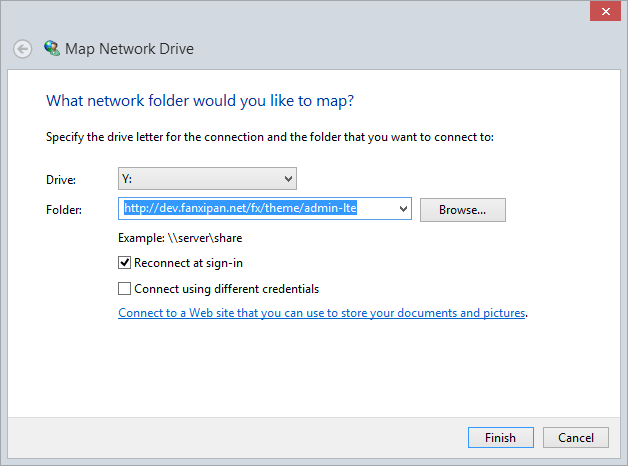 Map Network Drive
What network folder would you like to map?
Specify the drive letter for the connection and the folder that you want to connect to:
Drive: Y:
Folder: http://dev.fanxipan.net/fx/theme/admin-lte Browse...
Example: \\server\share
Reconnect at sign-in
Connect using different credentials
Connect to a Web site that you can use to store your documents and pictures.
Finish Cancel